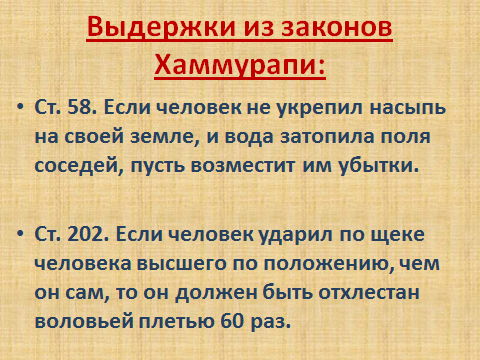 Выдержки из законов
Хаммурапи:
• Ст. 58. Если человек не укрепил насыпь
на своей земле, и вода затопила поля
соседей, пусть возместит им убытки.
• Ст. 202. Если человек ударил по щеке
человека высшего по положению, чем
он сам, то он должен быть отхлестан
воловьей плетью 60 раз.